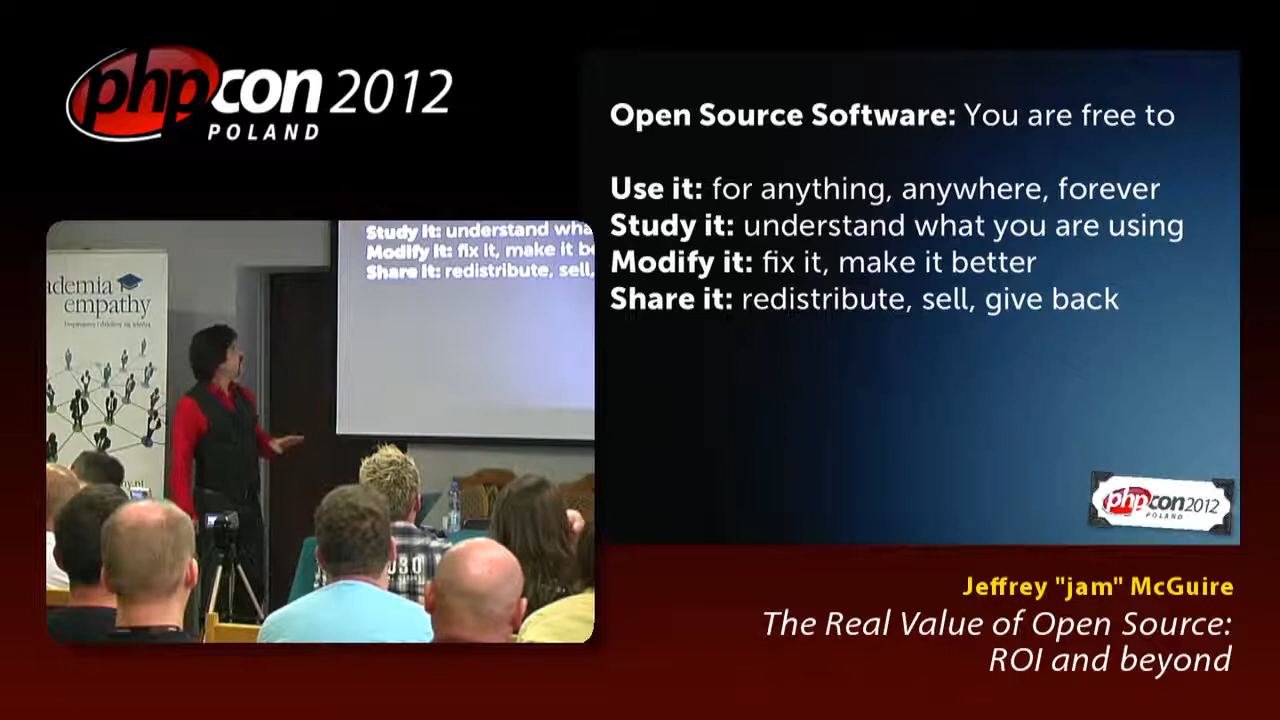 phpcon 2012
POLAND
Open Source Software: You are free to
Use it: for anything, anywhere, forever
Study it: understand what you are using
Modify it: fix it, make it better
Share it: redistribute, sell, give back
Study it: understand wha
Modify it: fix it, make it be
Share it: redistribute, sell,
ademia
empathy
phpcon 2012
POLAND
Jeffrey "jam" McGuire
The Real Value of Open Source:
ROI and beyond